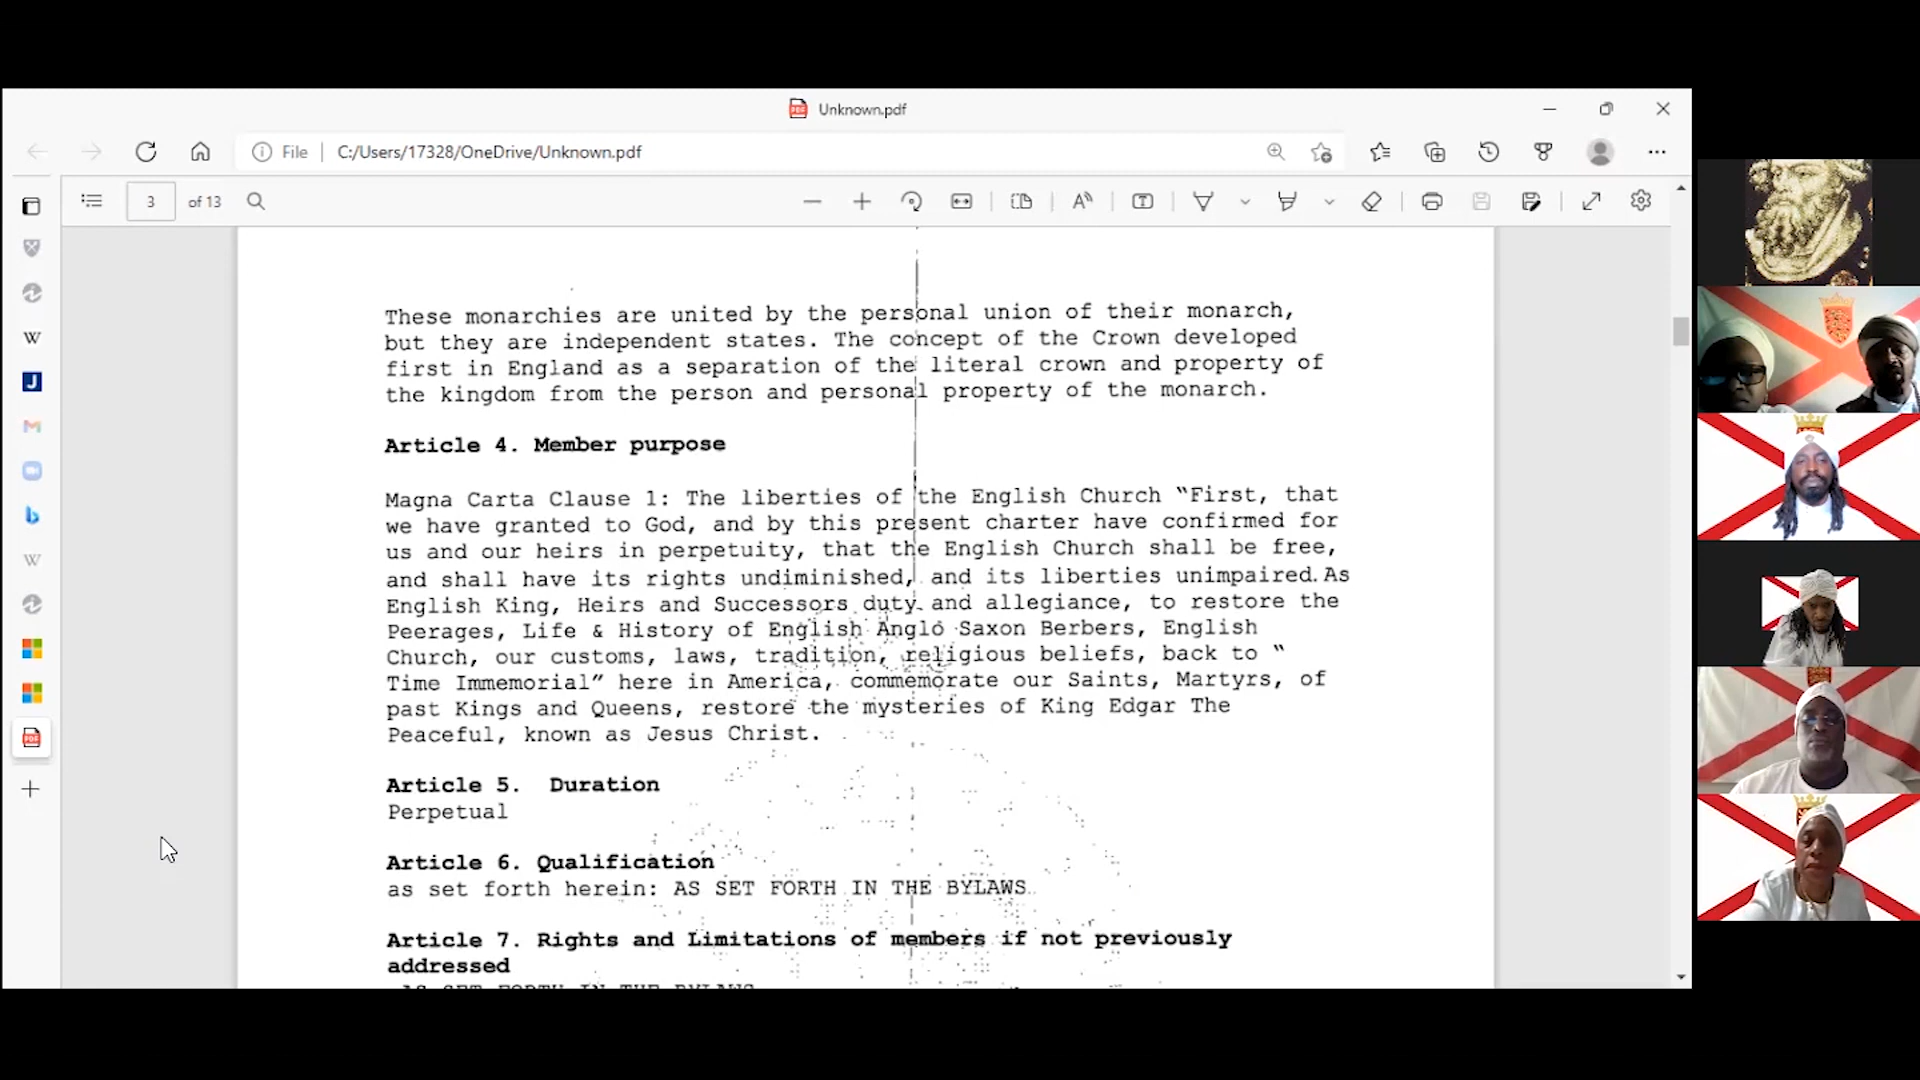 Unknown.pdf
File
C:/Users/17328/OneDrive/Unknown.pdf
3 of 13
These monarchies are united by the personal union of their monarch,
but they are independent states. The concept of the Crown developed
first in England as a separation of the literal crown and property of
the kingdom from the person and personal property of the monarch.
Article 4. Member purpose
Magna Carta Clause 1: The liberties of the English Church “First, that
we have granted to God, and by this present charter have confirmed for
us and our heirs in perpetuity, that the English Church shall be free,
and shall have its rights undiminished, and its liberties unimpaired. As
English King, Heirs and Successors duty and allegiance, to restore the
Peerages, Life & History of English Anglo Saxon Berbers, English
Church, our customs, laws, tradition, religious beliefs, back to “
Time Immemorial” here in America, commemorate our Saints, Martyrs, of
past Kings and Queens, restore the mysteries of King Edgar The
Peaceful, known as Jesus Christ.
Article 5. Duration
Perpetual
Article 6. Qualification
as set forth herein: AS SET FORTH IN THE BYLAWS
Article 7. Rights and Limitations of members if not previously
addressed
AS SET FORTH IN THE BYLAWS